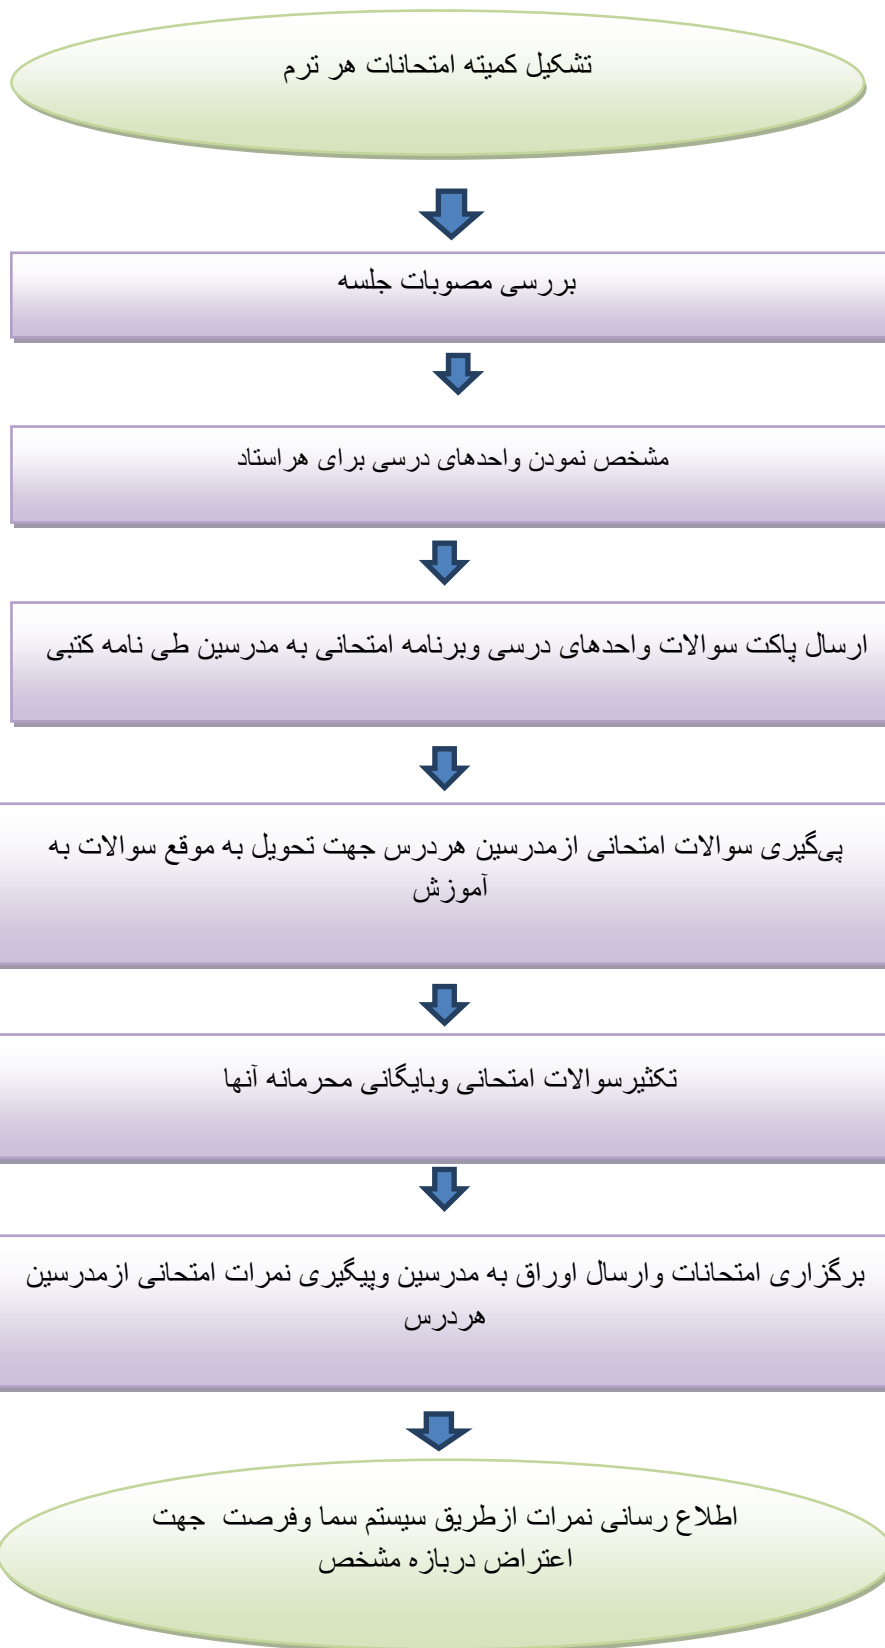 تشکیل کمیته امتحانات هر ترم
بررسی مصوبات جلسه
مشخص نمودن واحدهای درسی برای هراستاد
ارسال پاکت سوالات واحدهای درسی وبرنامه امتحانی به مدرسین طی نامه کتبی
پی‌گیری سوالات امتحانی ازمدرسین هردرس جهت تحویل به موقع سوالات به
آموزش
تکثیرسوالات امتحانی وبایگانی محرمانه آنها
برگزاری امتحانات وارسال اوراق به مدرسین وپیگیری نمرات امتحانی ازمدرسین
هردرس
اطلاع رسانی نمرات ازطریق سیستم سما وفرصت جهت
اعتراض دربازه مشخص